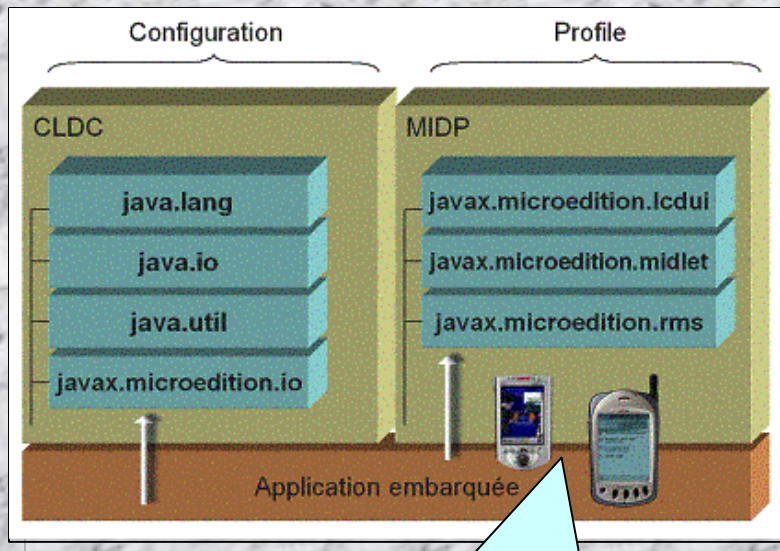 Configuration
Profile
CLDC
java.lang
java.io
java.util
javax.microedition.io
MIDP
javax.microedition.lcdui
javax.microedition.midlet
javax.microedition.rms
Application embarquée